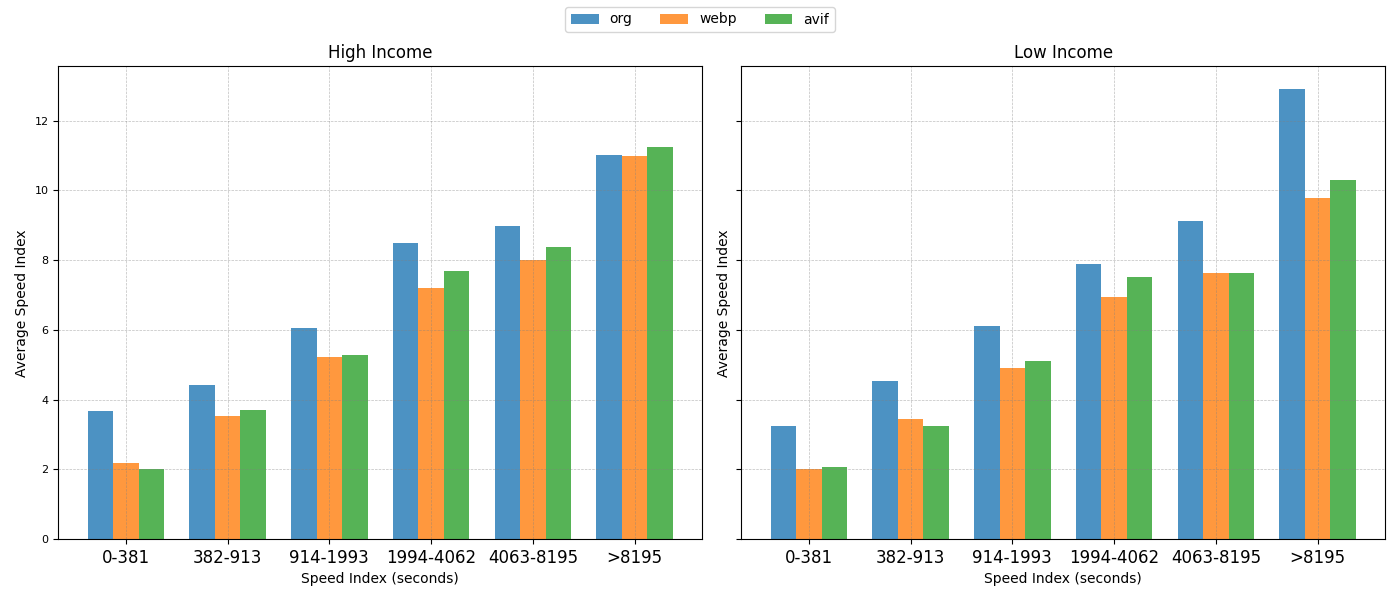 org webp avif
High Income
Average Speed Index
12
10
8
6
4
2
0
0-381 382-913 914-1993 1994-4062 4063-8195 >8195
Speed Index (seconds)
Low Income
Average Speed Index
0-381 382-913 914-1993 1994-4062 4063-8195 >8195
Speed Index (seconds)